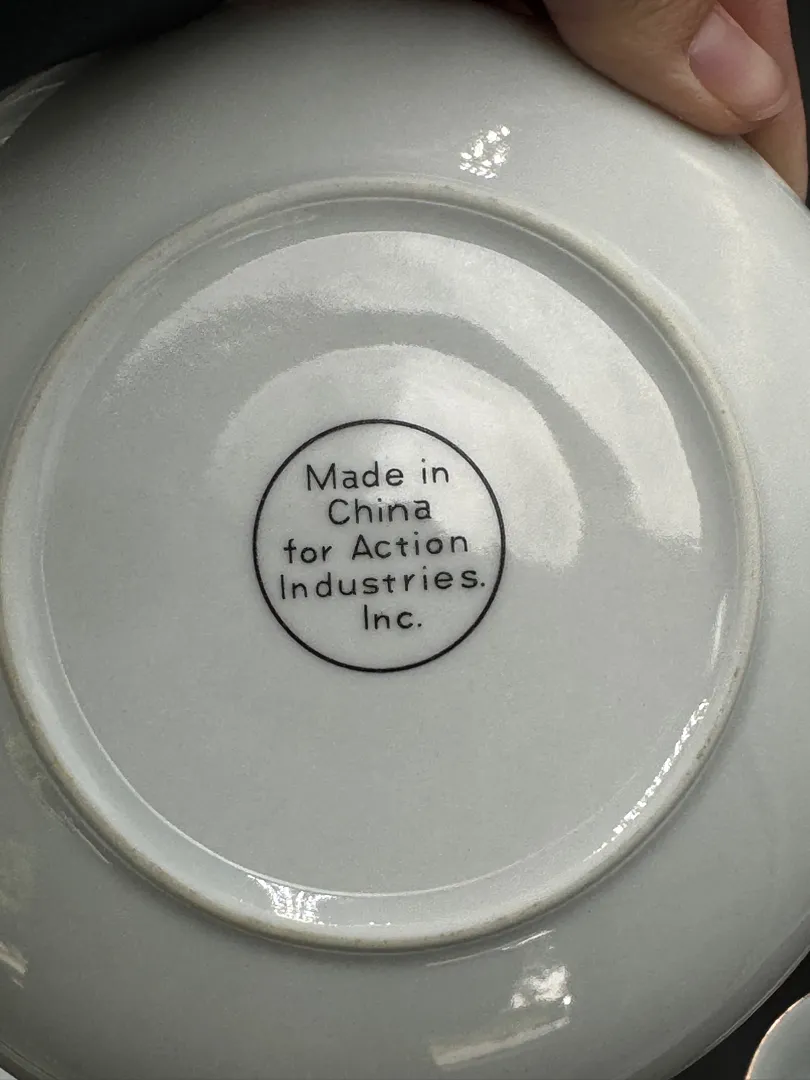 Made in
China
for Action
Industries.
Inc.